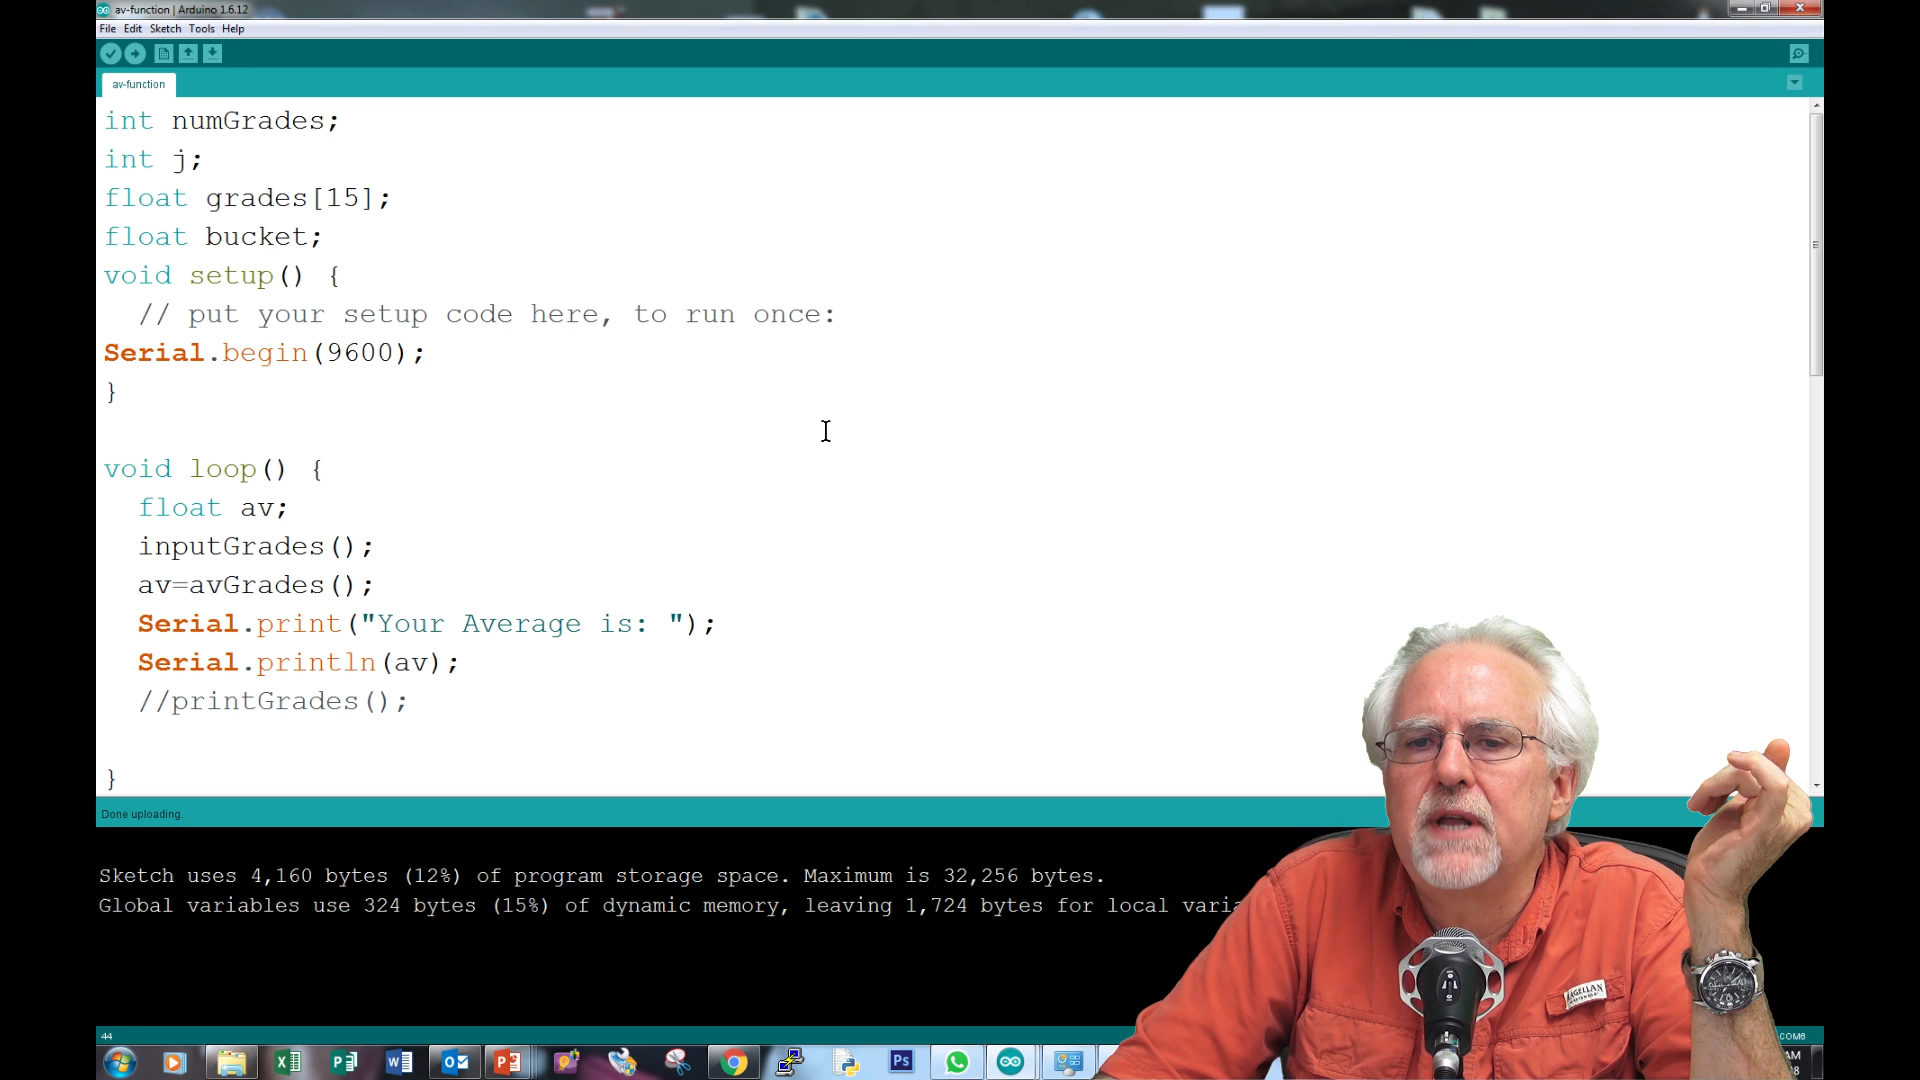 av-function | Arduino 1.6.12
File Edit Sketch Tools Help
av-function
int numGrades;
int j;
float grades[15];
float bucket;
void setup() {
  // put your setup code here, to run once:
Serial.begin(9600);
}
void loop() {
  float av;
  inputGrades();
  av=avGrades();
  Serial.print("Your Average is: ");
  Serial.println(av);
  //printGrades();
}
Done uploading.
Sketch uses 4,160 bytes (12%) of program storage space. Maximum is 32,256 bytes.
Global variables use 324 bytes (15%) of dynamic memory, leaving 1,724 bytes for local
MAGELLAN
44
COM6
Ps
AM